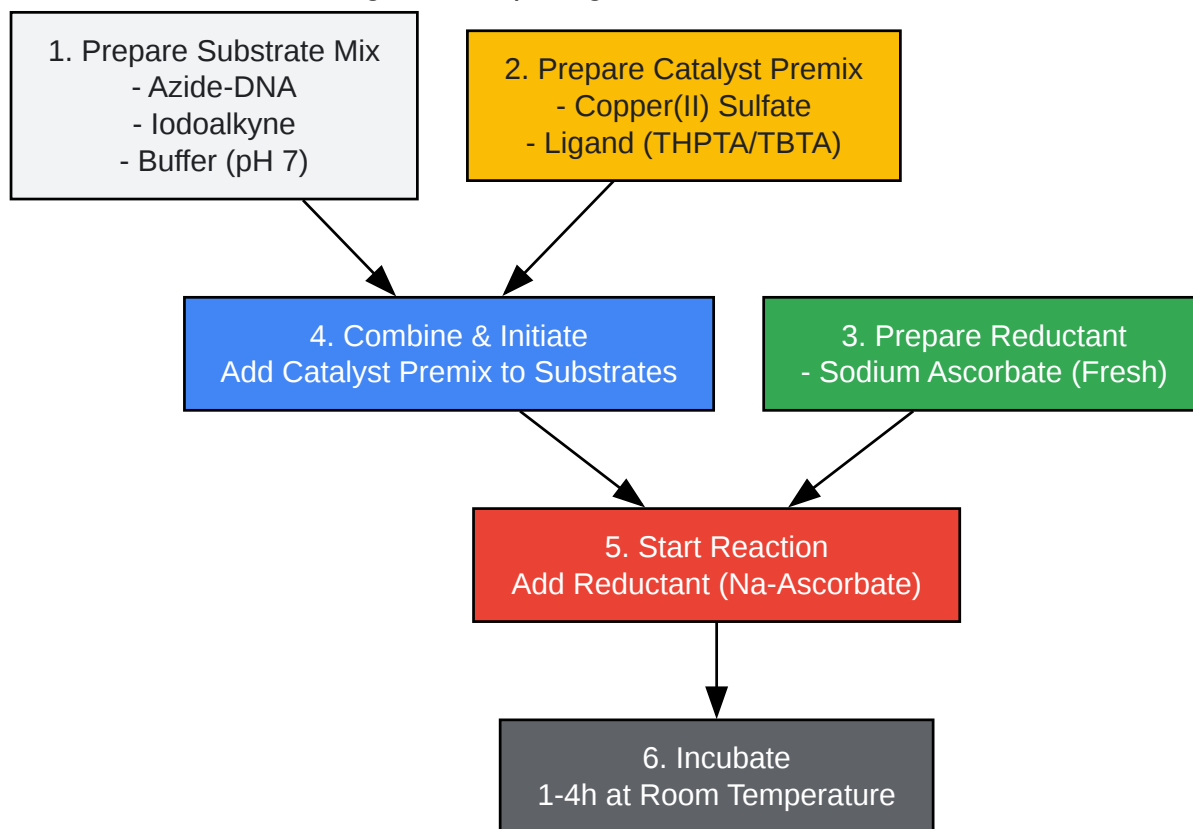 1. Prepare Substrate Mix
- Azide-DNA
- Iodoalkyne
- Buffer (pH 7)
2. Prepare Catalyst Premix
- Copper(II) Sulfate
- Ligand (THPTA/TBTA)
4. Combine & Initiate
Add Catalyst Premix to Substrates
3. Prepare Reductant
- Sodium Ascorbate (Fresh)
5. Start Reaction
Add Reductant (Na-Ascorbate)
6. Incubate
1-4h at Room Temperature